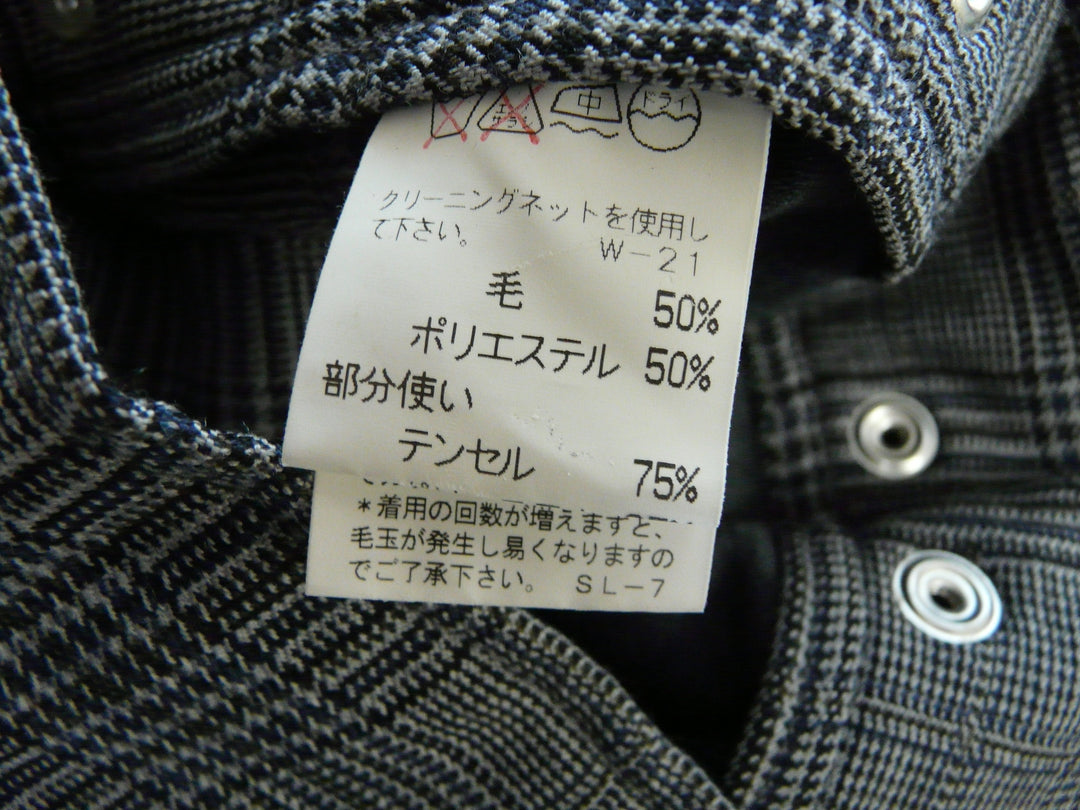 中 ドライ
クリーニングネットを使用し
て下さい。
W-21
毛 50%
ポリエステル 50%
部分使い
テンセル 75%
*着用の回数が増えますと、
毛玉が発生し易くなりますの
でご了承下さい。 SL-7